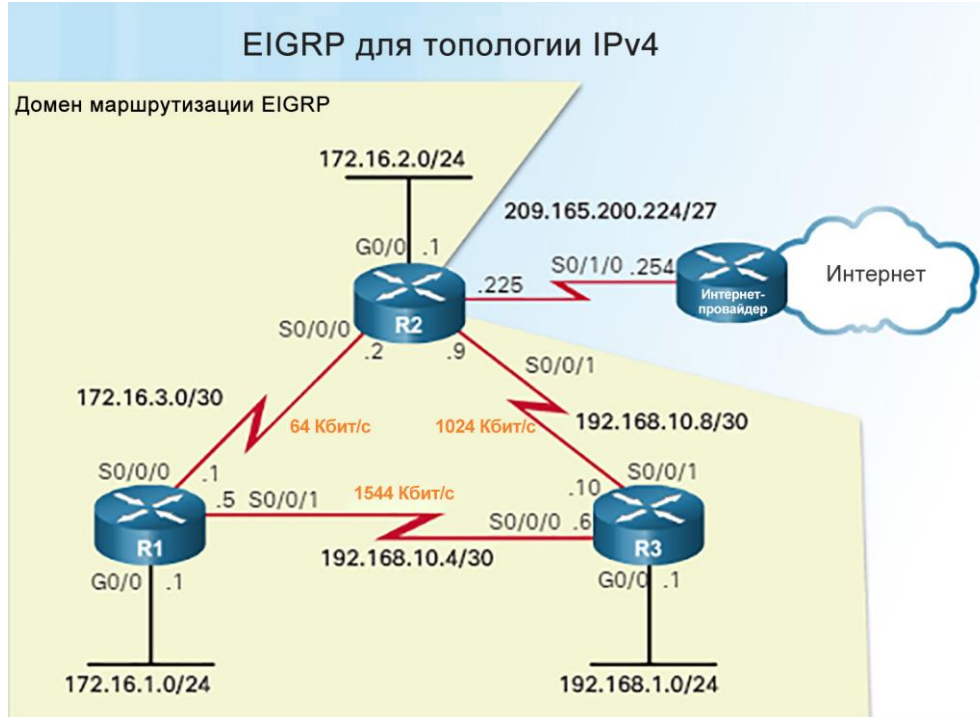 EIGRP для топологии IPv4
Домен маршрутизации EIGRP
172.16.2.0/24
209.165.200.224/27
G0/0 .1
S0/1/0 .254
.225
Интернет-
провайдер
Интернет
R2
S0/0/0
.2
.9
S0/0/1
172.16.3.0/30
64 Кбит/с
1024 Кбит/с
192.168.10.8/30
S0/0/0 .1
S0/0/1
.10
.5 S0/0/1
1544 Кбит/с
S0/0/0 .6
R1
R3
192.168.10.4/30
G0/0 .1
G0/0 .1
172.16.1.0/24
192.168.1.0/24